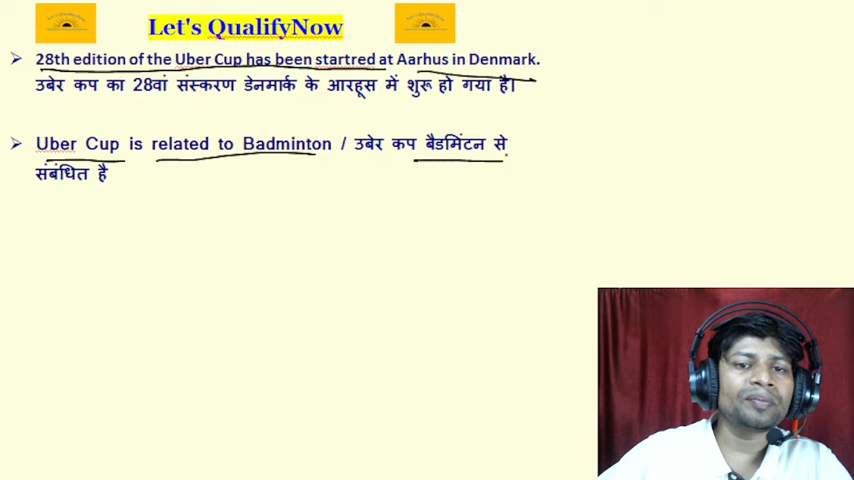 Let's QualifyNow
28th edition of the Uber Cup has been startred at Aarhus in Denmark.
उबेर कप का 28वां संस्करण डेनमार्क के आरहूस में शुरू हो गया है।
Uber Cup is related to Badminton / उबेर कप बैडमिंटन से
संबंधित है